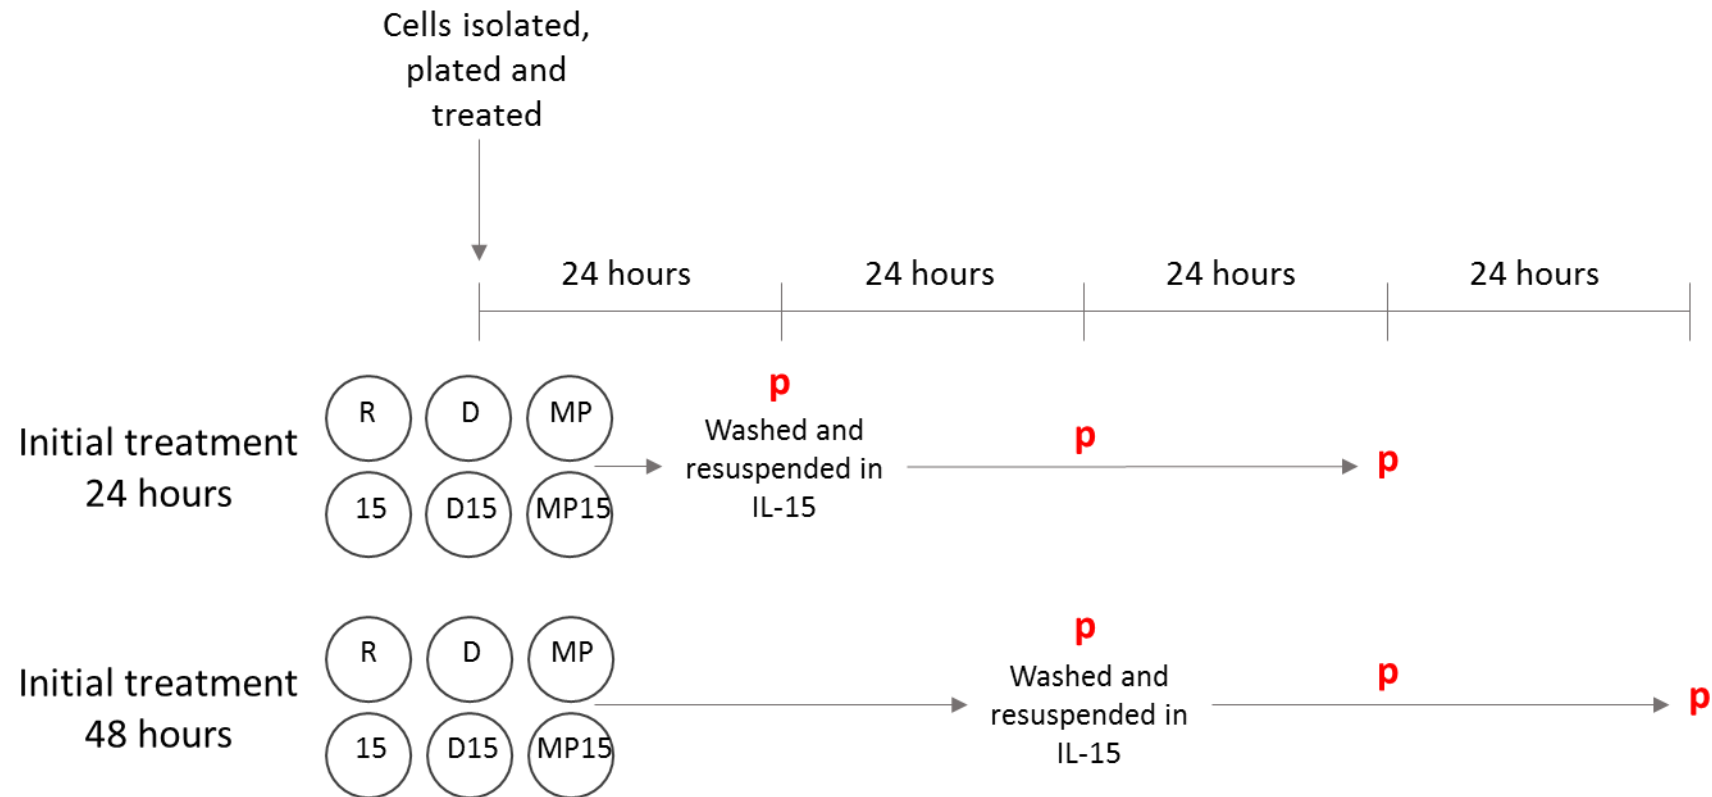 Cells isolated,
plated and
treated
24 hours 24 hours 24 hours 24 hours
Initial treatment
24 hours
R D MP
15 D15 MP15
p
Washed and
resuspended in
IL-15
p
p
Initial treatment
48 hours
R D MP
15 D15 MP15
p
Washed and
resuspended in
IL-15
p
p